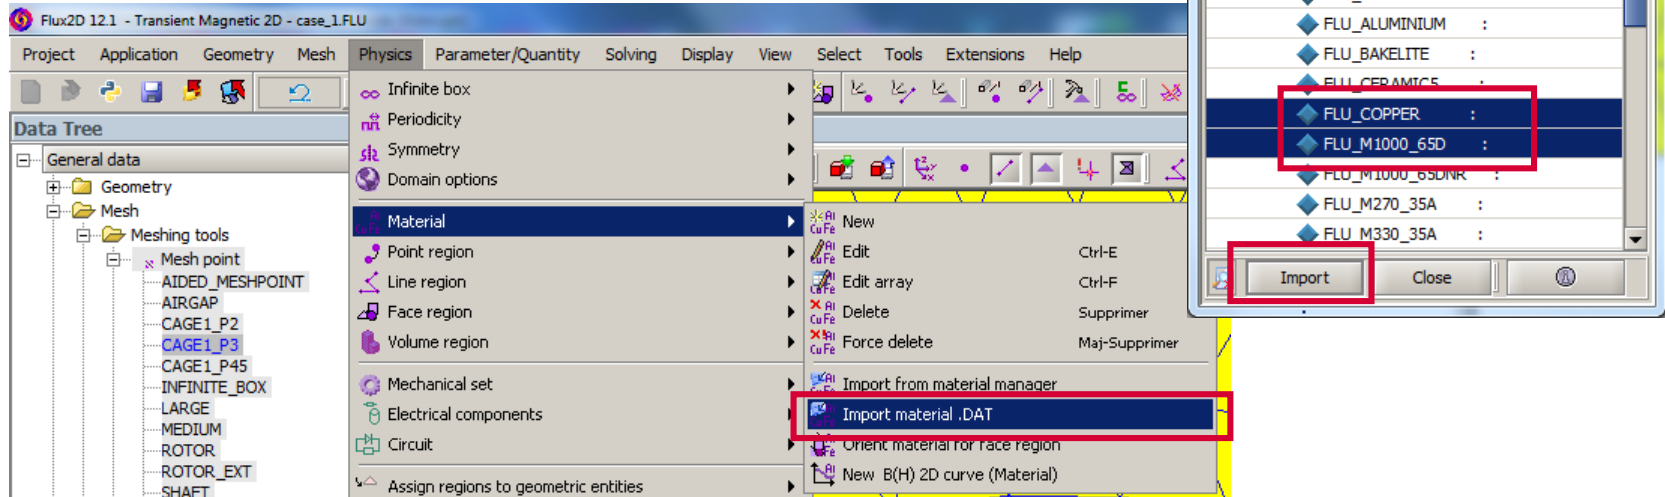 Flux2D 12.1 - Transient Magnetic 2D - case_1.FLU
Project Application Geometry Mesh Physics Parameter/Quantity Solving Display View Select Tools Extensions Help
Data Tree
General data
Geometry
Mesh
Meshing tools
Mesh point
AIDED_MESHPOINT
AIRGAP
CAGE1_P2
CAGE1_P3
CAGE1_P45
INFINITE_BOX
LARGE
MEDIUM
ROTOR
ROTOR_EXT
SHAFT
Infinite box
Periodicity
Symmetry
Domain options
Material
Point region
Line region
Face region
Volume region
Mechanical set
Electrical components
Circuit
Assign regions to geometric entities
New
Edit Ctrl-E
Edit array Ctrl-F
Delete Supprimer
Force delete Maj-Supprimer
Import from material manager
Import material .DAT
Orient material for face region
New B(H) 2D curve (Material)
FLU_ALUMINIUM :
FLU_BAKELITE :
FLU_CERAMIC5 :
FLU_COPPER :
FLU_M1000_65D :
FLU_M1000_65DNR :
FLU_M270_35A :
FLU_M330_35A :
Import Close